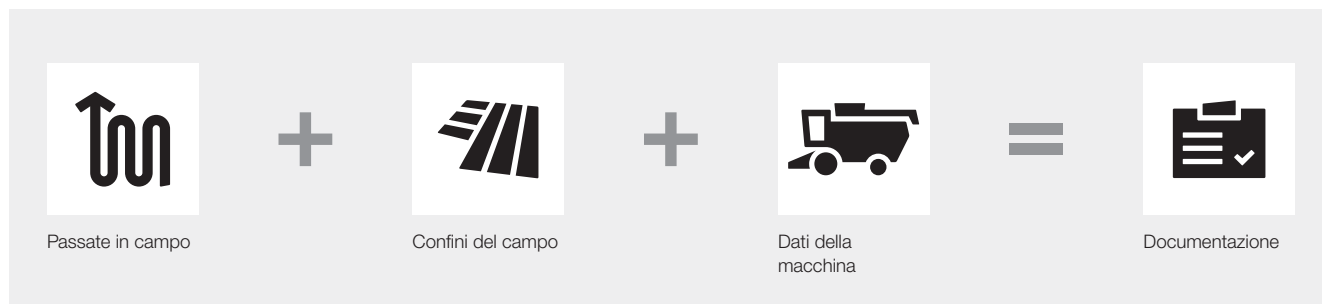 Passate in campo
Confini del campo
Dati della
macchina
Documentazione